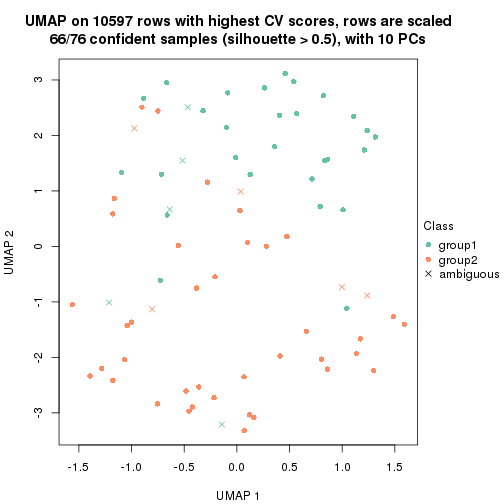 UMAP on 10597 rows with highest CV scores, rows are scaled
66/76 confident samples (silhouette > 0.5), with 10 PCs
3
2
1
0
-1
-2
-3
UMAP 2
-1.5 -1.0 -0.5 0.0 0.5 1.0 1.5
UMAP 1
Class
group1
group2
ambiguous